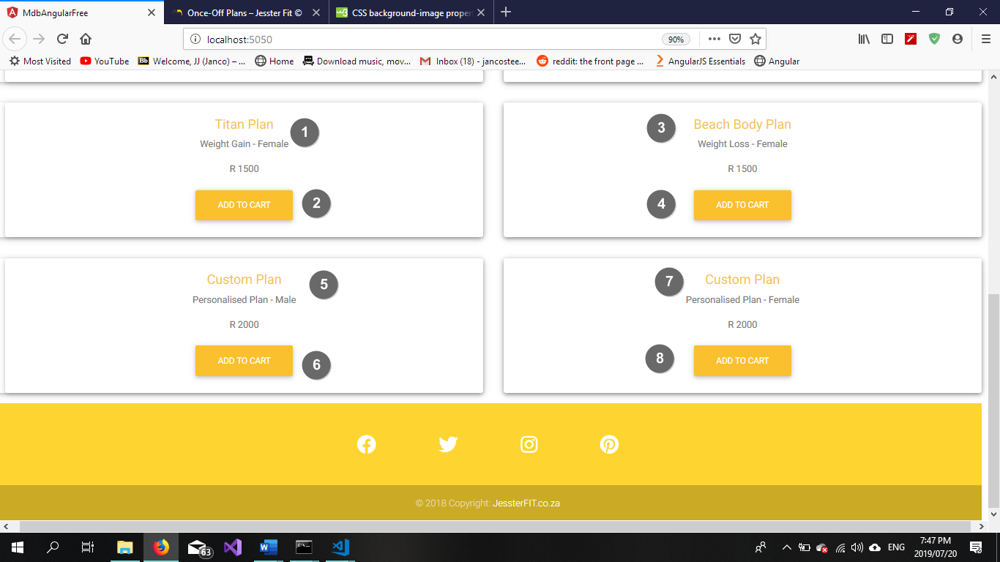 MdbAngularFree
Once-Off Plans – Jesster Fit ©
CSS background-image proper
localhost:5050
90%
Most Visited
YouTube
Bb
Welcome, JJ (Janco) – ...
Home
Download music, mov...
Inbox (18) - jancostee...
reddit: the front page ...
AngularJS Essentials
Angular
Titan Plan
1
Weight Gain - Female
R 1500
ADD TO CART
2
3
Beach Body Plan
Weight Loss - Female
R 1500
4
ADD TO CART
Custom Plan
5
Personalised Plan - Male
R 2000
ADD TO CART
6
7
Custom Plan
Personalised Plan - Female
R 2000
8
ADD TO CART
© 2018 Copyright: JessterFIT.co.za
63
ENG
7:47 PM
2019/07/20